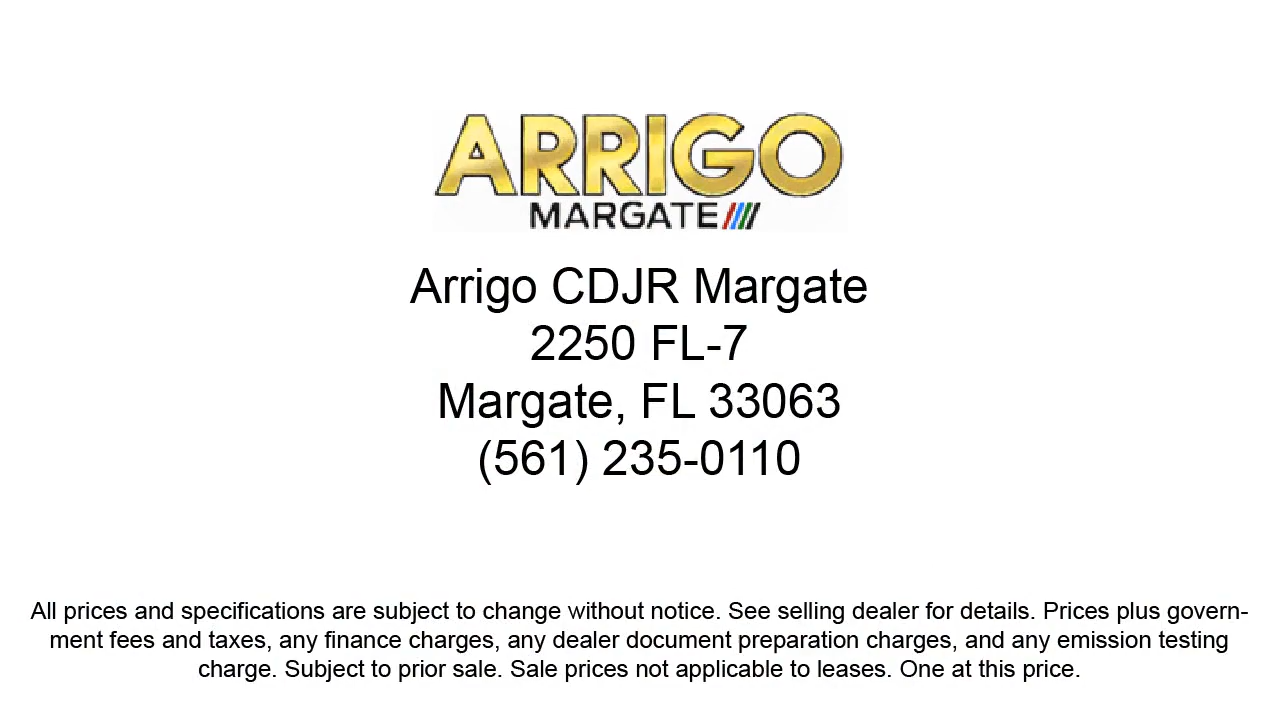 ARRIGO
MARGATE
Arrigo CDJR Margate
2250 FL-7
Margate, FL 33063
(561) 235-0110
All prices and specifications are subject to change without notice. See selling dealer for details. Prices plus govern-
ment fees and taxes, any finance charges, any dealer document preparation charges, and any emission testing
charge. Subject to prior sale. Sale prices not applicable to leases. One at this price.